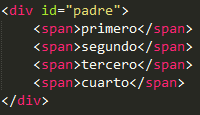 <div id="padre">
    <span>primero</span>
    <span>segundo</span>
    <span>tercero</span>
    <span>cuarto</span>
</div>